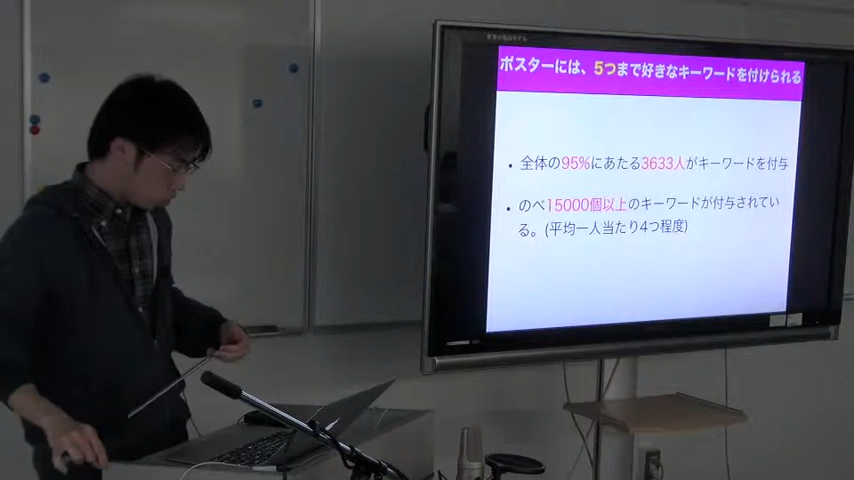 ポスターには、5つまで好きなキーワードを付けられる
• 全体の95%にあたる3633人がキーワードを付与
• のべ15000個以上のキーワードが付与されてい
る。(平均一人当たり4つ程度)